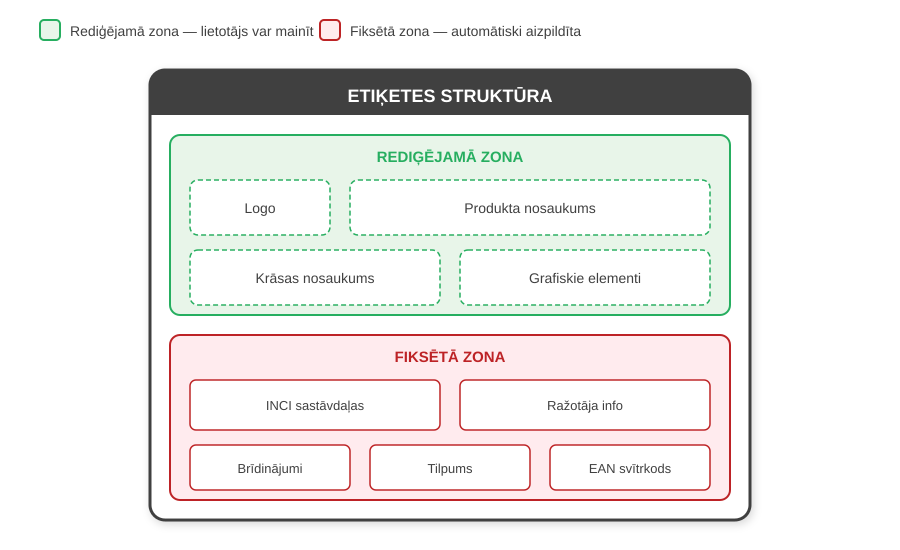 Rediģējamā zona — lietotājs var mainīt
Fiksētā zona — automātiski aizpildīta
ETIĶETES STRUKTŪRA
REDIĢĒJAMĀ ZONA
Logo
Produkta nosaukums
Krāsas nosaukums
Grafiskie elementi
FIKSĒTĀ ZONA
INCI sastāvdaļas
Ražotāja info
Brīdinājumi
Tilpums
EAN svītrkods